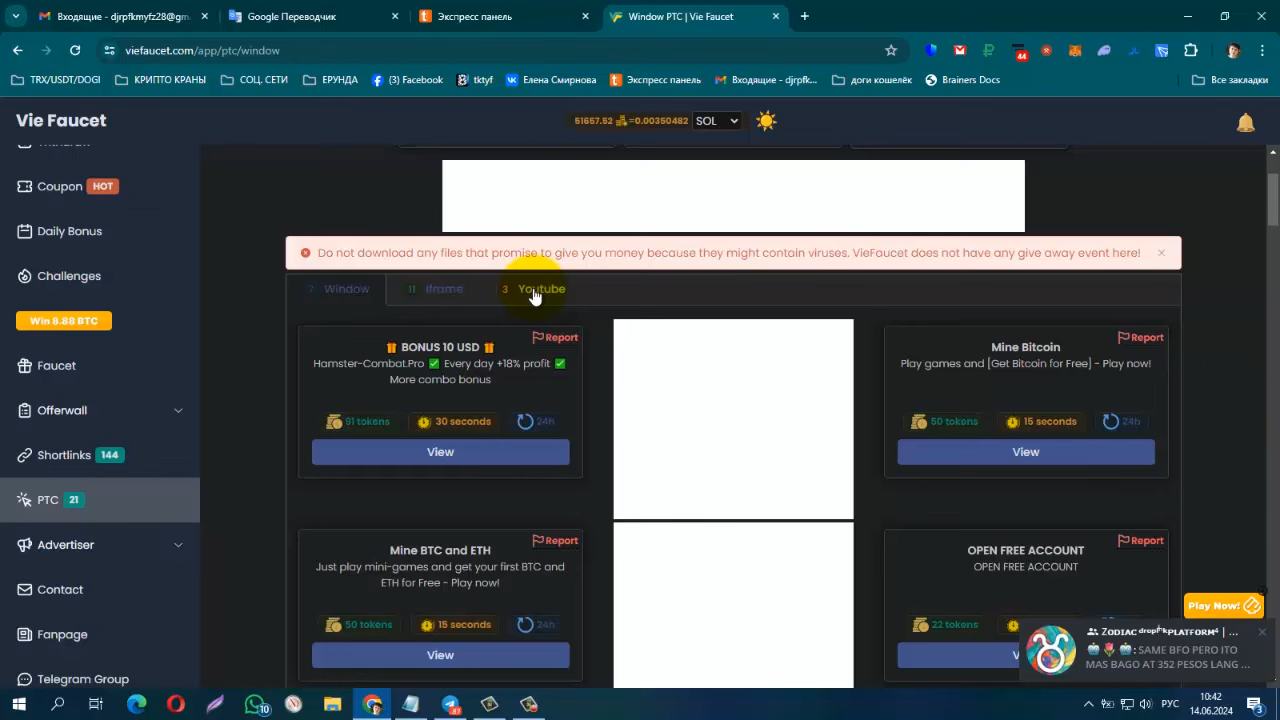 Входящие - djrpfkmyfz28@gm
Google Переводчик
Экспресс панель
Window PTC | Vie Faucet
viefaucet.com/app/ptc/window
44
TRX/USDT/DOGI
КРИПТО КРАНЫ
СОЦ. СЕТИ
ЕРУНДА
(3) Facebook
tktyf
Елена Смирнова
Экспресс панель
Входящие - djrpfk...
доги кошелёк
Brainers Docs
Все закладки
Vie Faucet
51657.52 =0.00350482 SOL
Withdraw
Coupon HOT
Daily Bonus
Challenges
Win 8.88 BTC
Faucet
Offerwall
Shortlinks 144
PTC 21
Advertiser
Contact
Fanpage
Telegram Group
Do not download any files that promise to give you money because they might contain viruses. VieFaucet does not have any give away event here!
7 Window
11 Iframe
3 Youtube
Report
🎁 BONUS 10 USD 🎁
Hamster-Combat.Pro ✅ Every day +18% profit ✅
More combo bonus
91 tokens
30 seconds
24h
View
Report
Mine Bitcoin
Play games and [Get Bitcoin for Free] - Play now!
50 tokens
15 seconds
24h
View
Report
Mine BTC and ETH
Just play mini-games and get your first BTC and
ETH for Free - Play now!
50 tokens
15 seconds
24h
View
Report
OPEN FREE ACCOUNT
OPEN FREE ACCOUNT
22 tokens
Play Now!
PLATFORM⁴ | ...
: SAME BFO PERO ITO
MAS BAGO AT 352 PESOS LANG ...
10
87
РУС
10:42
14.06.2024
3